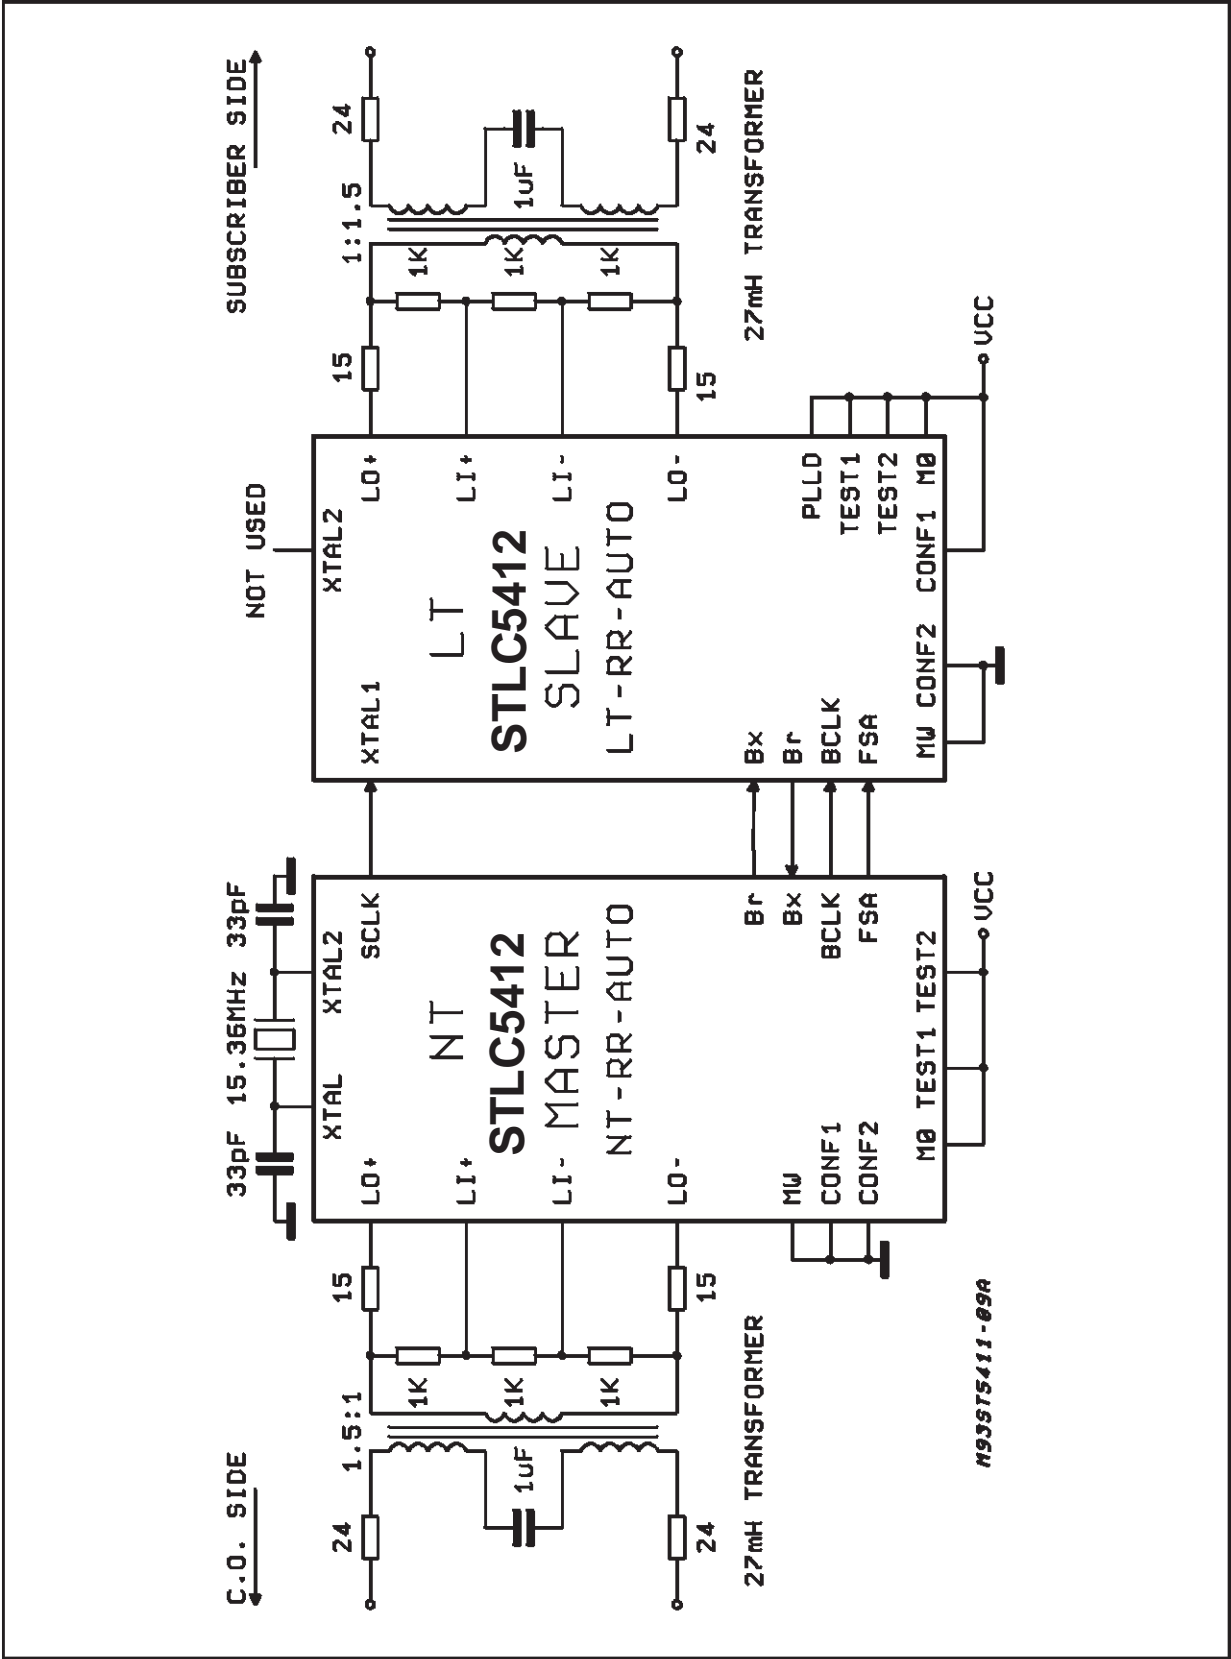 C.O. SIDE
SUBSCRIBER SIDE
33pF 15.36MHz 33pF
NOT USED
24
1.5:1
15
XTAL
XTAL2
LO+
SCLK
XTAL1
XTAL2
LO+
15
1:1.5
24
1K
LI+
NT
LT
LI+
1K
1uF
1K
STLC5412
STLC5412
1K
1uF
LI-
MASTER
SLAVE
LI-
1K
NT-RR-AUTO
LT-RR-AUTO
1K
24
15
LO-
LO-
15
24
27mH TRANSFORMER
Br
Bx
27mH TRANSFORMER
MW
Bx
Br
PLLD
CONF1
BCLK
BCLK
TEST1
CONF2
FSA
FSA
TEST2
M0 TEST1 TEST2
MW CONF2 CONF1 M0
VCC
VCC
M93ST5411-09A